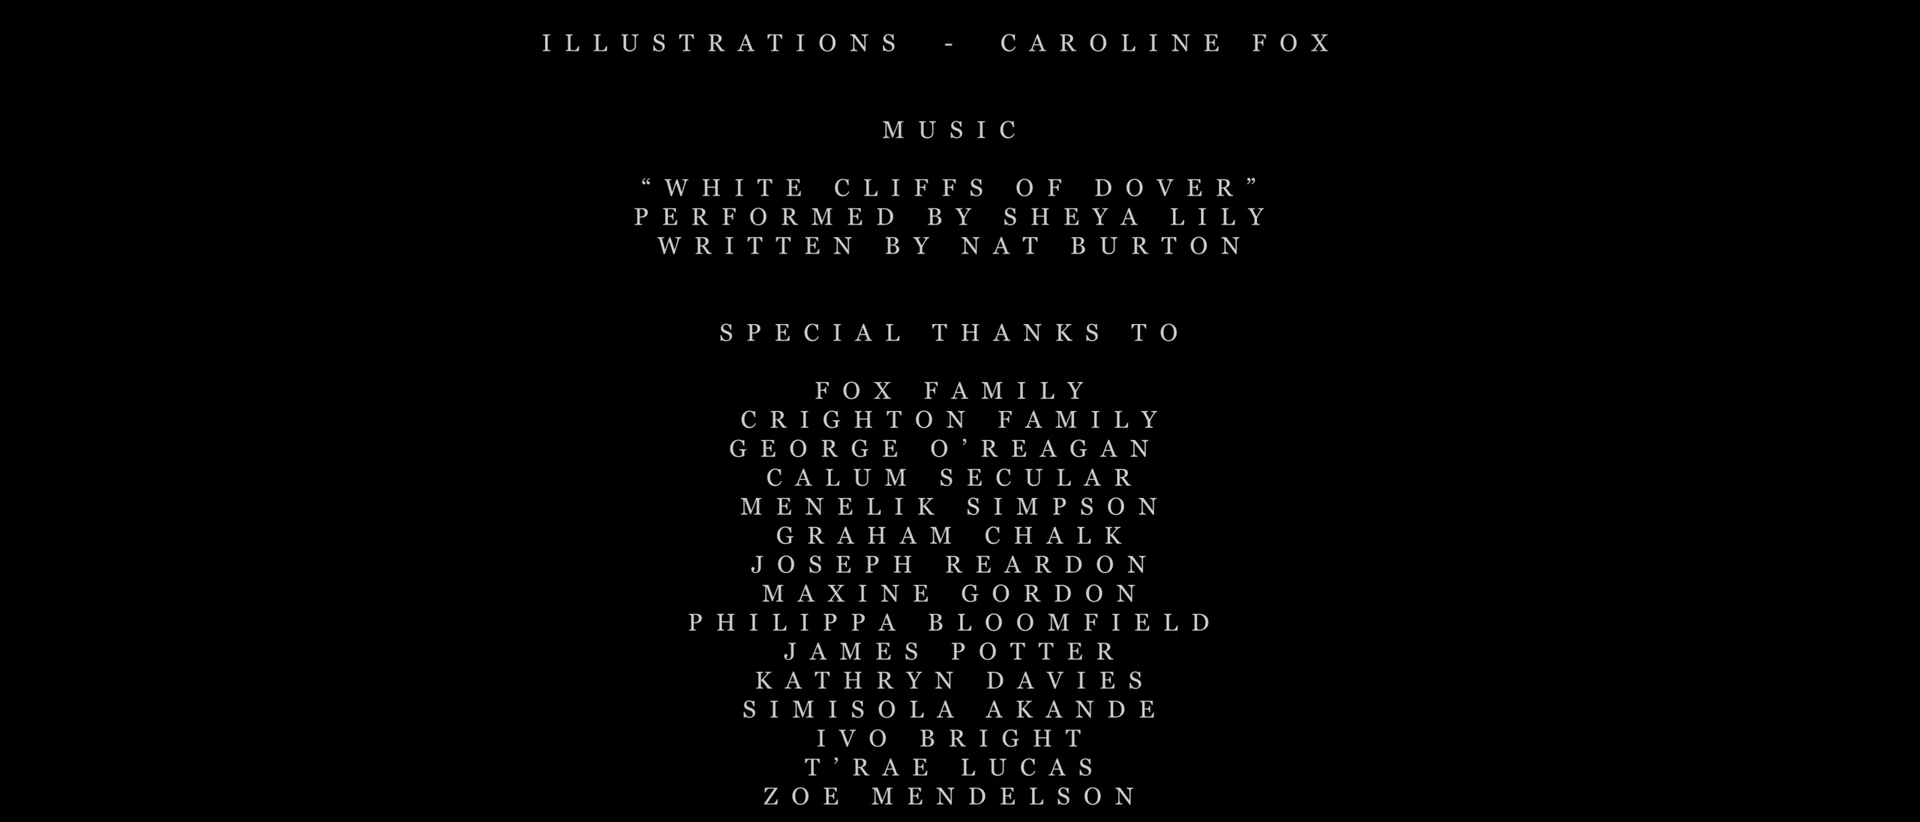 ILLUSTRATIONS - CAROLINE FOX
MUSIC
“WHITE CLIFFS OF DOVER”
PERFORMED BY SHEYA LILY
WRITTEN BY NAT BURTON
SPECIAL THANKS TO
FOX FAMILY
CRIGHTON FAMILY
GEORGE O’REAGAN
CALUM SECULAR
MENELIK SIMPSON
GRAHAM CHALK
JOSEPH REARDON
MAXINE GORDON
PHILIPPA BLOOMFIELD
JAMES POTTER
KATHRYN DAVIES
SIMISOLA AKANDE
IVO BRIGHT
T’RAE LUCAS
ZOE MENDELSON